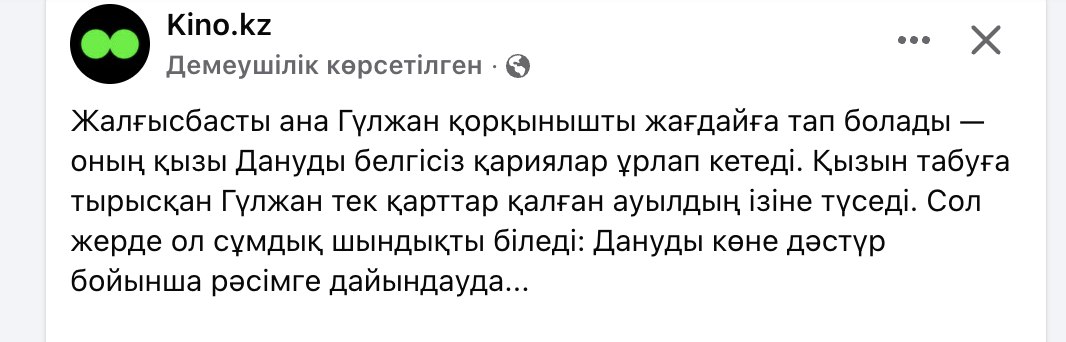 Kino.kz
Демеушілік көрсетілген ·
Жалғысбасты ана Гүлжан қорқынышты жағдайға тап болады —
оның қызы Дануды белгісіз қариялар ұрлап кетеді. Қызын табуға
тырысқан Гүлжан тек қарттар қалған ауылдың ізіне түседі. Сол
жерде ол сұмдық шындықты біледі: Дануды көне дәстүр
бойынша рәсімге дайындауда...